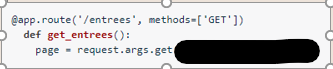 @app.route('/entrees', methods=['GET'])
def get_entrees():
page = request.args.get